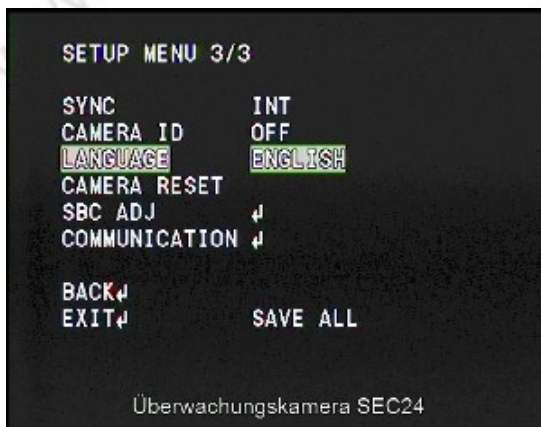 SETUP MENU 3/3
SYNC INT
CAMERA ID OFF
LANGUAGE ENGLISH
CAMERA RESET
SBC ADJ ↲
COMMUNICATION ↲
BACK↲
EXIT↲ SAVE ALL
Überwachungskamera SEC24